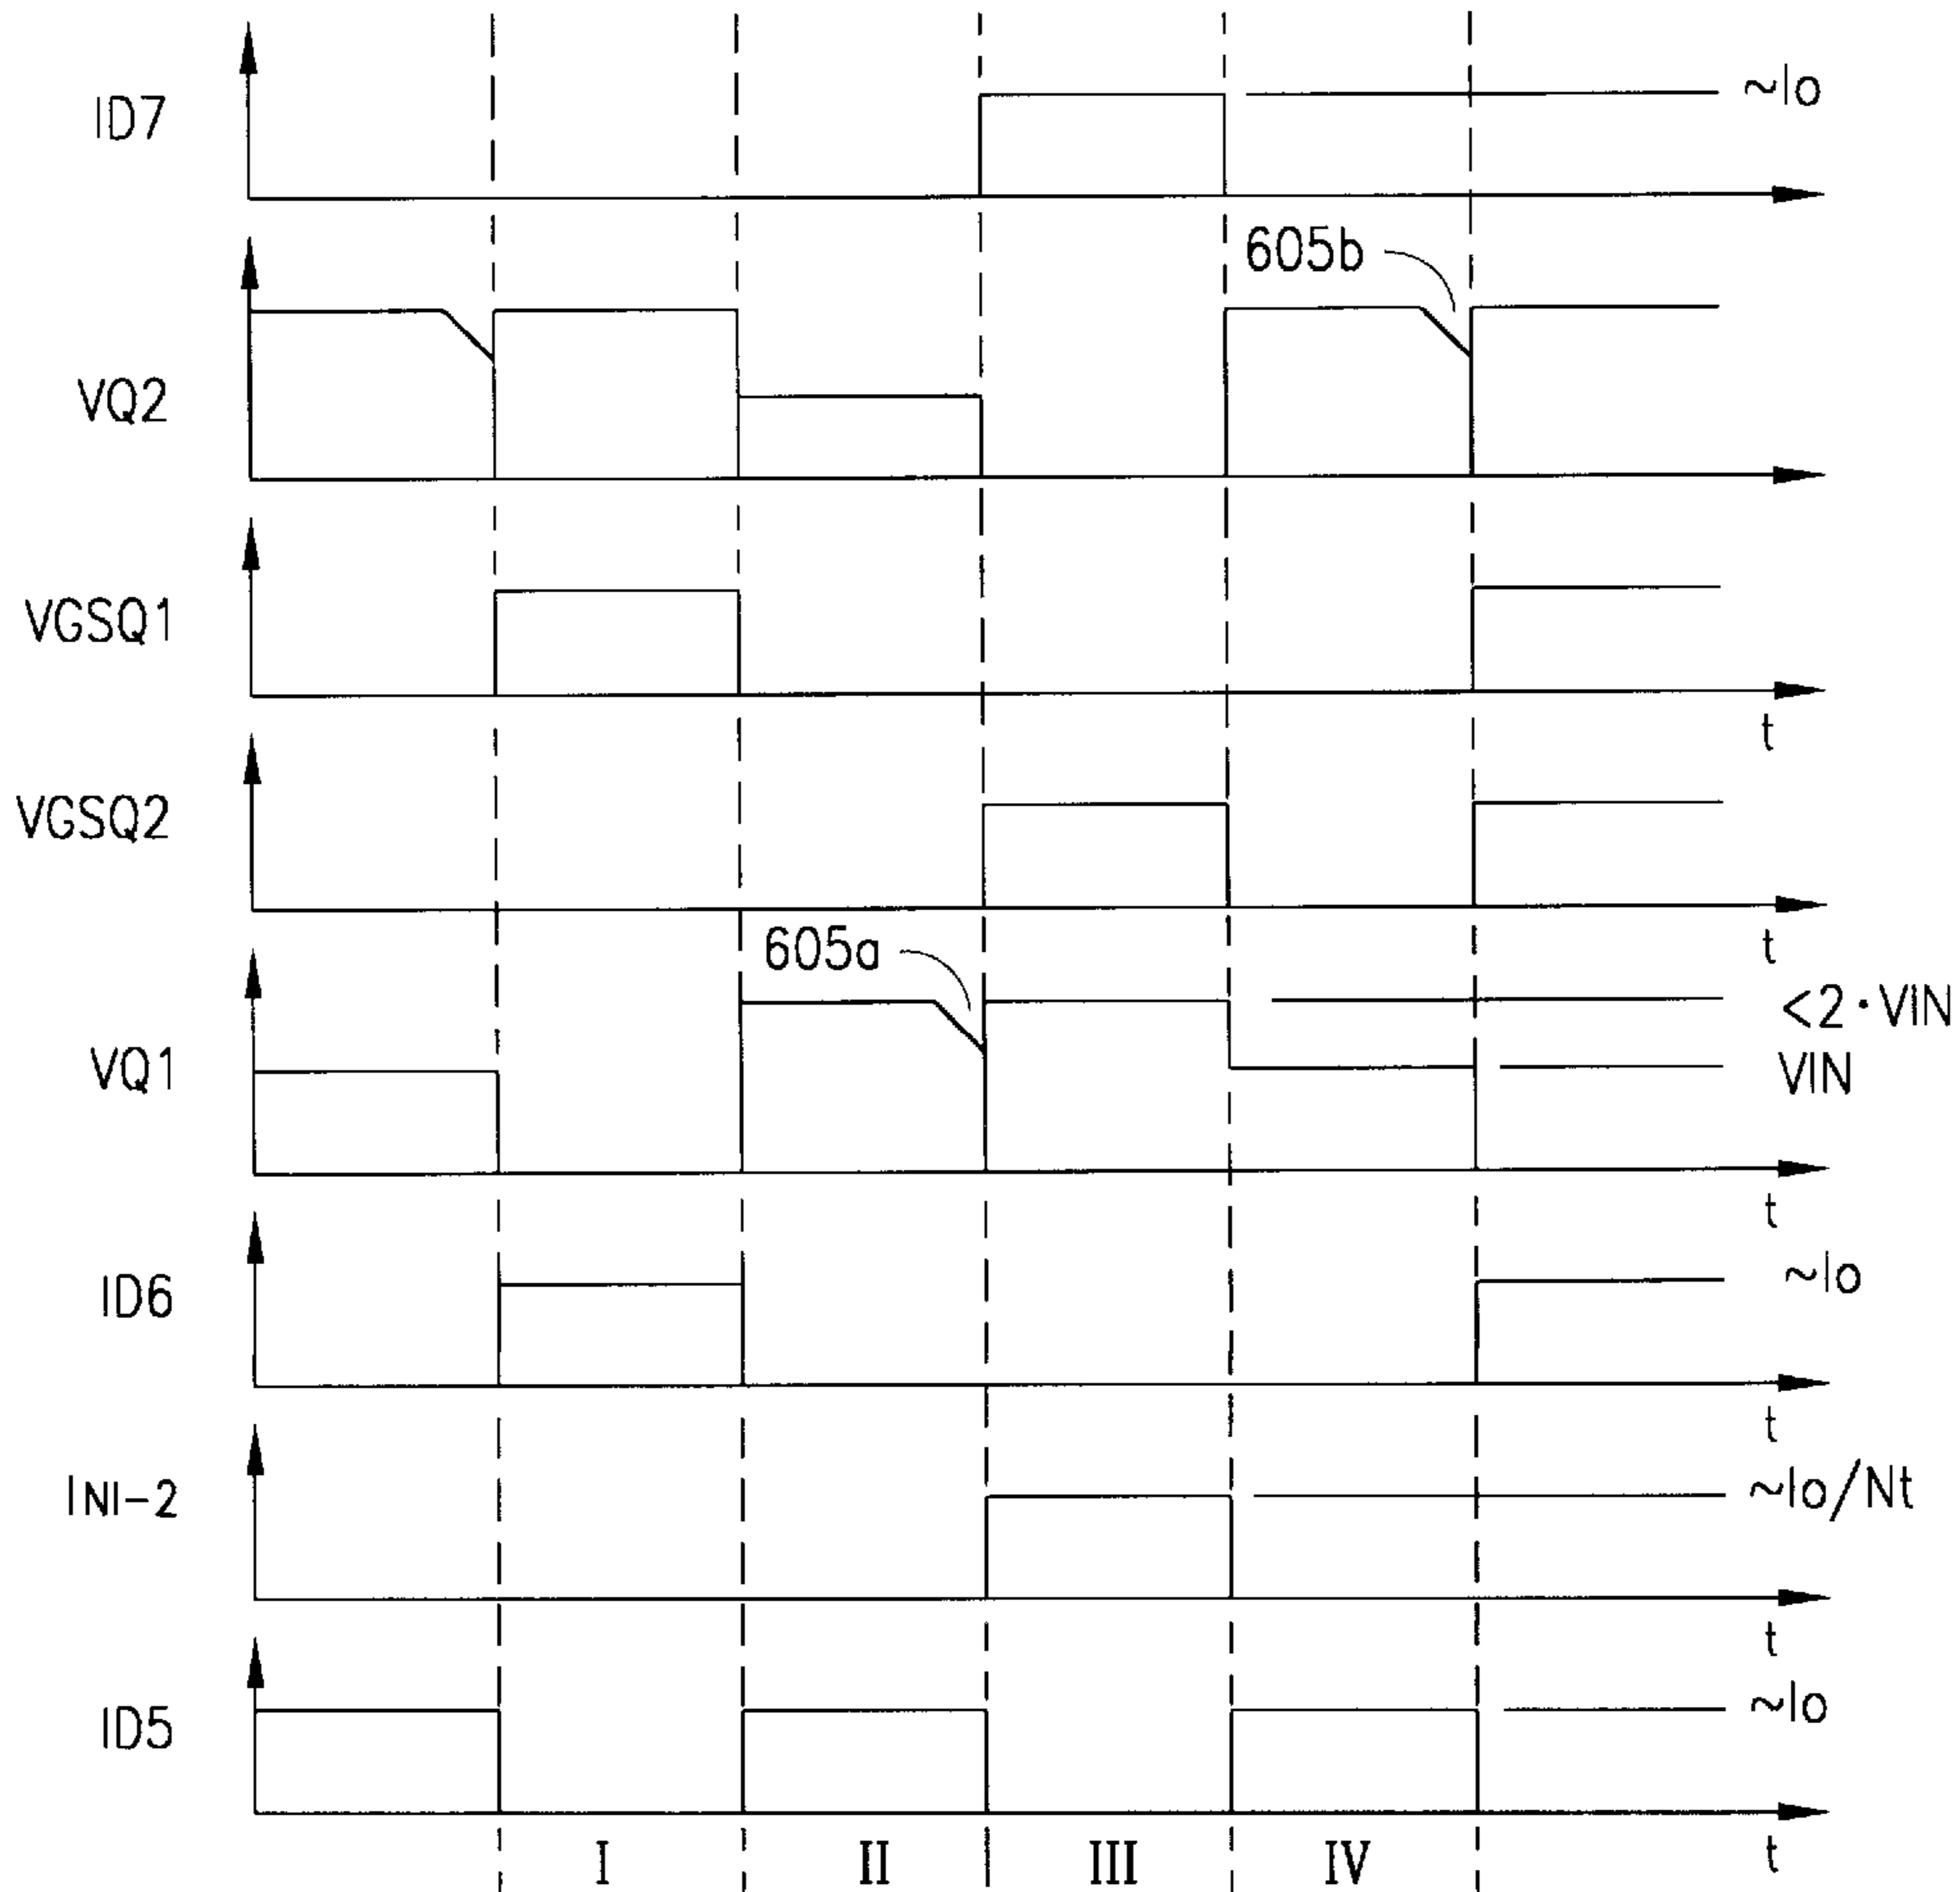 ID7
~Io
VQ2
605b
VGSQ1
t
VGSQ2
t
605a
VQ1
<2·VIN
VIN
t
ID6
~Io
t
INI-2
~Io/Nt
t
ID5
~Io
t
I
II
III
IV